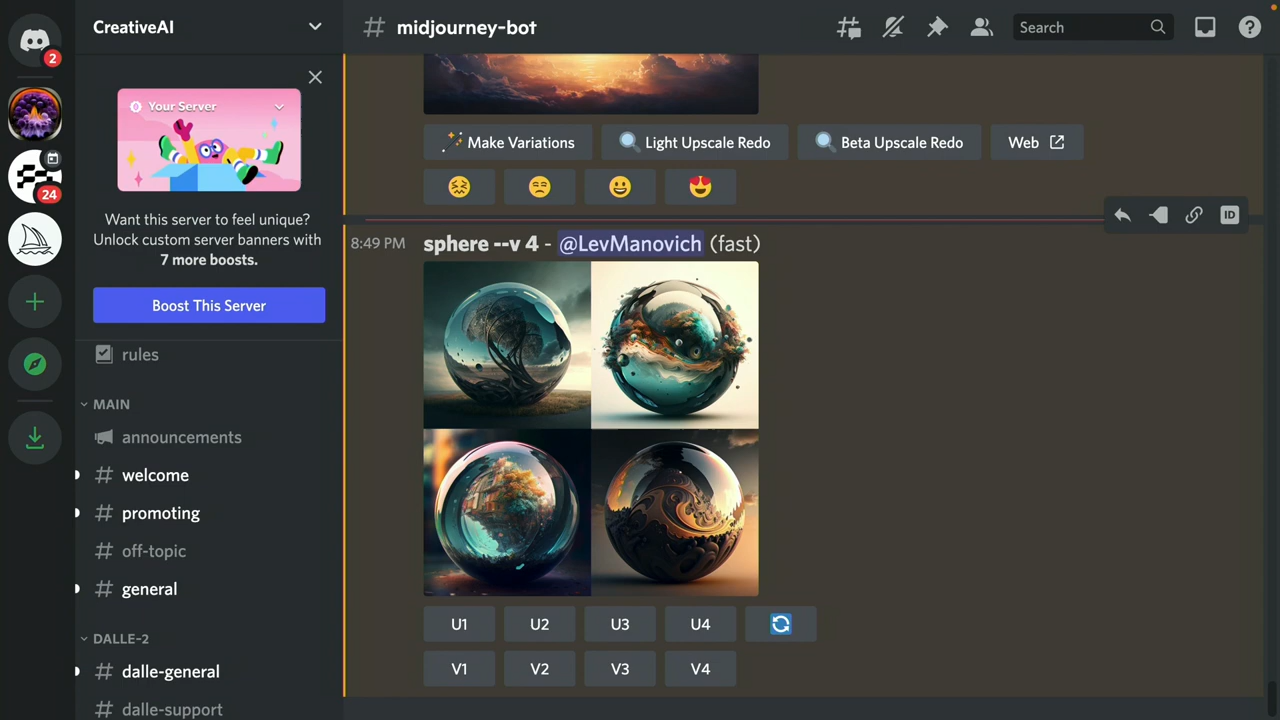 CreativeAI
midjourney-bot
Search
2
24
Your Server
Want this server to feel unique?
Unlock custom server banners with
7 more boosts.
Boost This Server
rules
MAIN
announcements
welcome
promoting
off-topic
general
DALLE-2
dalle-general
dalle-support
Make Variations
Light Upscale Redo
Beta Upscale Redo
Web
ID
8:49 PM sphere --v 4 - @LevManovich (fast)
U1 U2 U3 U4
V1 V2 V3 V4